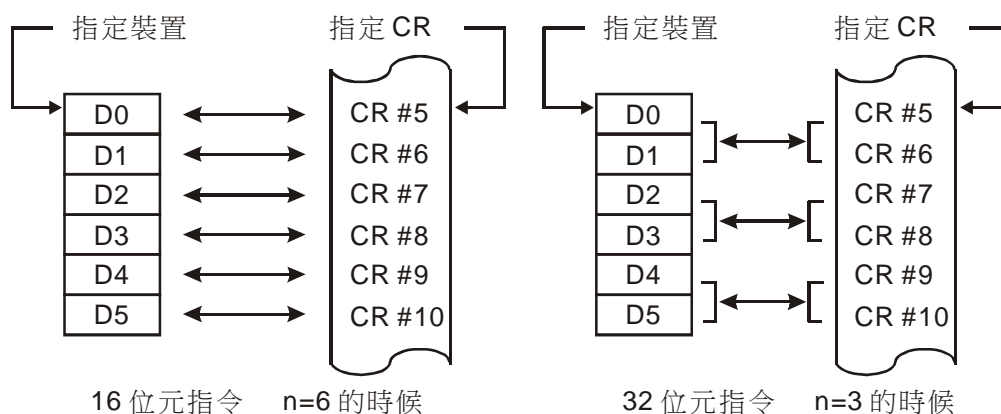 指定裝置 指定 CR
D0 CR #5
D1 CR #6
D2 CR #7
D3 CR #8
D4 CR #9
D5 CR #10
16 位元指令 n=6 的時候
指定裝置 指定 CR
D0 CR #5
D1 CR #6
D2 CR #7
D3 CR #8
D4 CR #9
D5 CR #10
32 位元指令 n=3 的時候